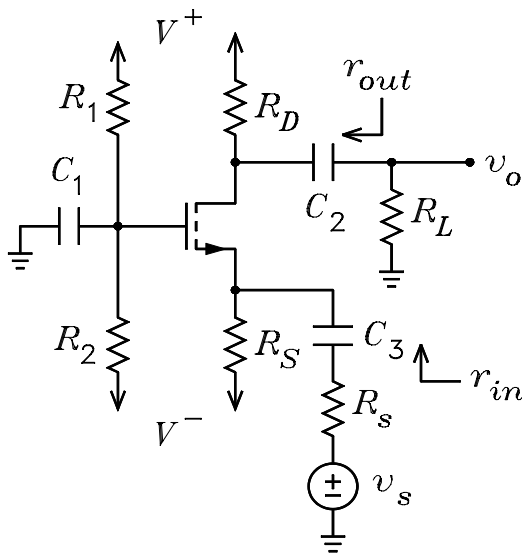 V⁺
R₁
R_D
r_out
C₁
C₂
v_o
R_L
R₂
R_S
C₃
r_in
V⁻
R_s
v_s